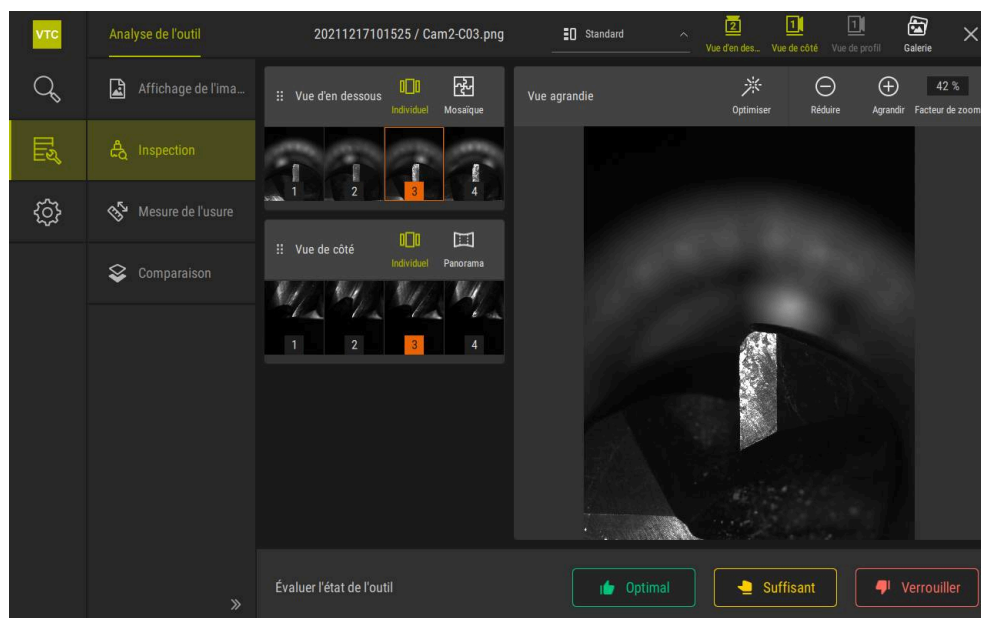 VTC
Analyse de l'outil
20211217101525 / Cam2-C03.png
Standard
2
Vue d'en des...
1
Vue de côté
1
Vue de profil
Galerie
Affichage de l'ima...
Inspection
Mesure de l'usure
Comparaison
Vue d'en dessous
Individuel
Mosaïque
1 2 3 4
Vue de côté
Individuel
Panorama
1 2 3 4
Vue agrandie
Optimiser
Réduire
Agrandir
42 %
Facteur de zoom
Évaluer l'état de l'outil
Optimal
Suffisant
Verrouiller